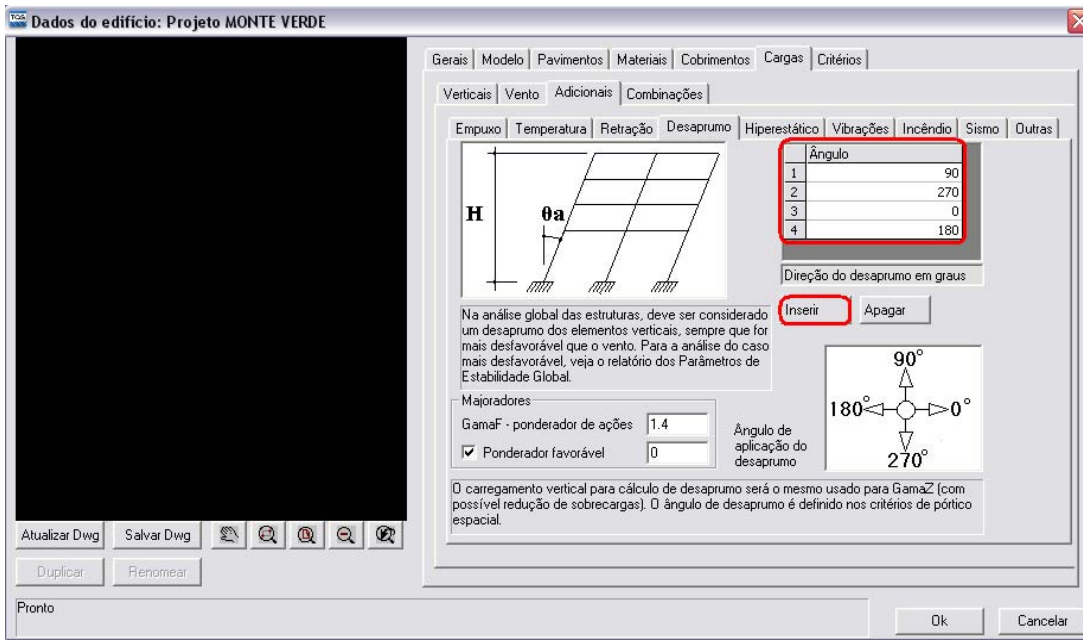 TQS Dados do edifício: Projeto MONTE VERDE
Gerais Modelo Pavimentos Materiais Cobrimentos Cargas Critérios
Verticais Vento Adicionais Combinações
Empuxo Temperatura Retração Desaprumo Hiperestático Vibrações Incêndio Sismo Outras
H θa
Ângulo
1 90
2 270
3 0
4 180
Direção do desaprumo em graus
Inserir Apagar
Na análise global das estruturas, deve ser considerado
um desaprumo dos elementos verticais, sempre que for
mais desfavorável que o vento. Para a análise do caso
mais desfavorável, veja o relatório dos Parâmetros de
Estabilidade Global.
Majoradores
GamaF - ponderador de ações 1.4
Ponderador favorável 0
Ângulo de
aplicação do
desaprumo
90°
180° 0°
270°
O carregamento vertical para cálculo de desaprumo será o mesmo usado para GamaZ (com
possível redução de sobrecargas). O ângulo de desaprumo é definido nos critérios de pórtico
espacial.
Atualizar Dwg Salvar Dwg
Duplicar Renomear
Pronto
Ok Cancelar